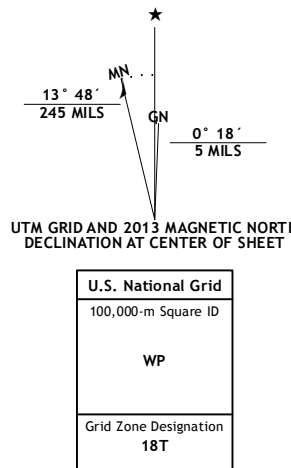 MN
GN
13° 48´
245 MILS
0° 18´
5 MILS
UTM GRID AND 2013 MAGNETIC NORTH
DECLINATION AT CENTER OF SHEET
U.S. National Grid
100,000-m Square ID
WP
Grid Zone Designation
18T